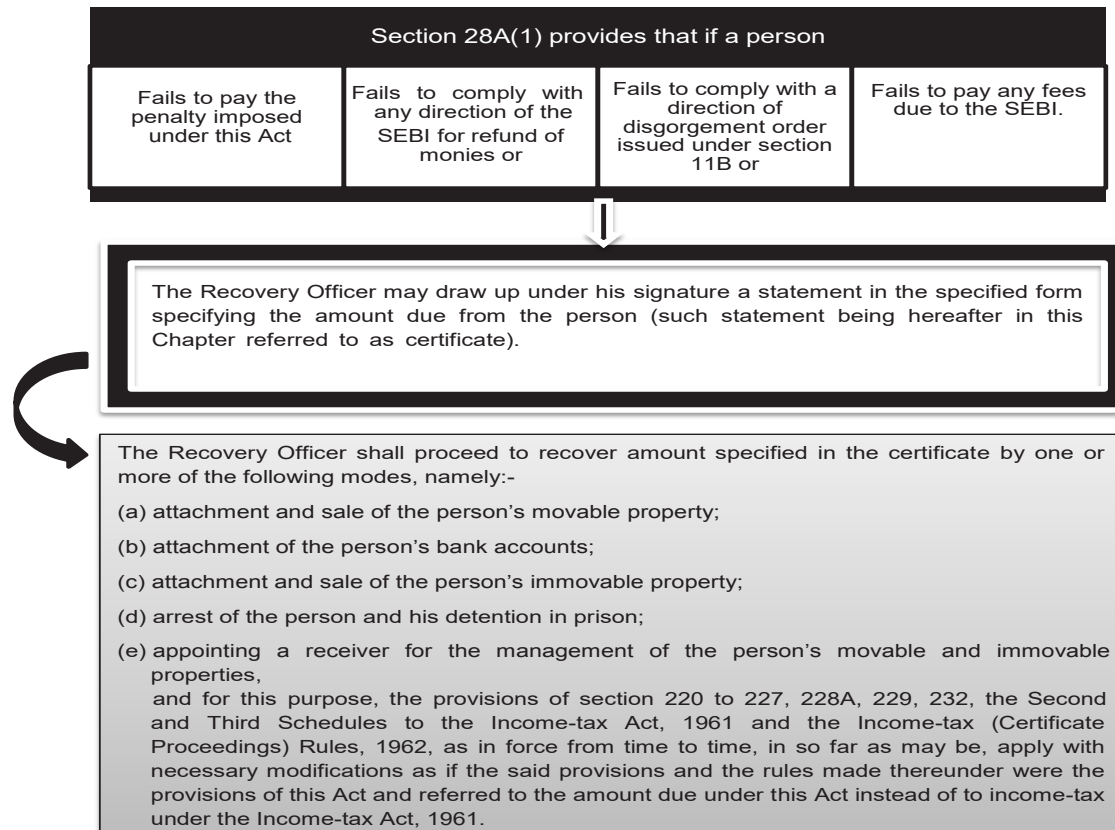 Section 28A(1) provides that if a person
Fails to pay the
penalty imposed
under this Act
Fails to comply with
any direction of the
SEBI for refund of
monies or
Fails to comply with a
direction of
disgorgement order
issued under section
11B or
Fails to pay any fees
due to the SEBI.
The Recovery Officer may draw up under his signature a statement in the specified form
specifying the amount due from the person (such statement being hereafter in this
Chapter referred to as certificate).
The Recovery Officer shall proceed to recover amount specified in the certificate by one or
more of the following modes, namely:-
(a) attachment and sale of the person's movable property;
(b) attachment of the person's bank accounts;
(c) attachment and sale of the person's immovable property;
(d) arrest of the person and his detention in prison;
(e) appointing a receiver for the management of the person's movable and immovable
properties,
and for this purpose, the provisions of section 220 to 227, 228A, 229, 232, the Second
and Third Schedules to the Income-tax Act, 1961 and the Income-tax (Certificate
Proceedings) Rules, 1962, as in force from time to time, in so far as may be, apply with
necessary modifications as if the said provisions and the rules made thereunder were the
provisions of this Act and referred to the amount due under this Act instead of to income-tax
under the Income-tax Act, 1961.